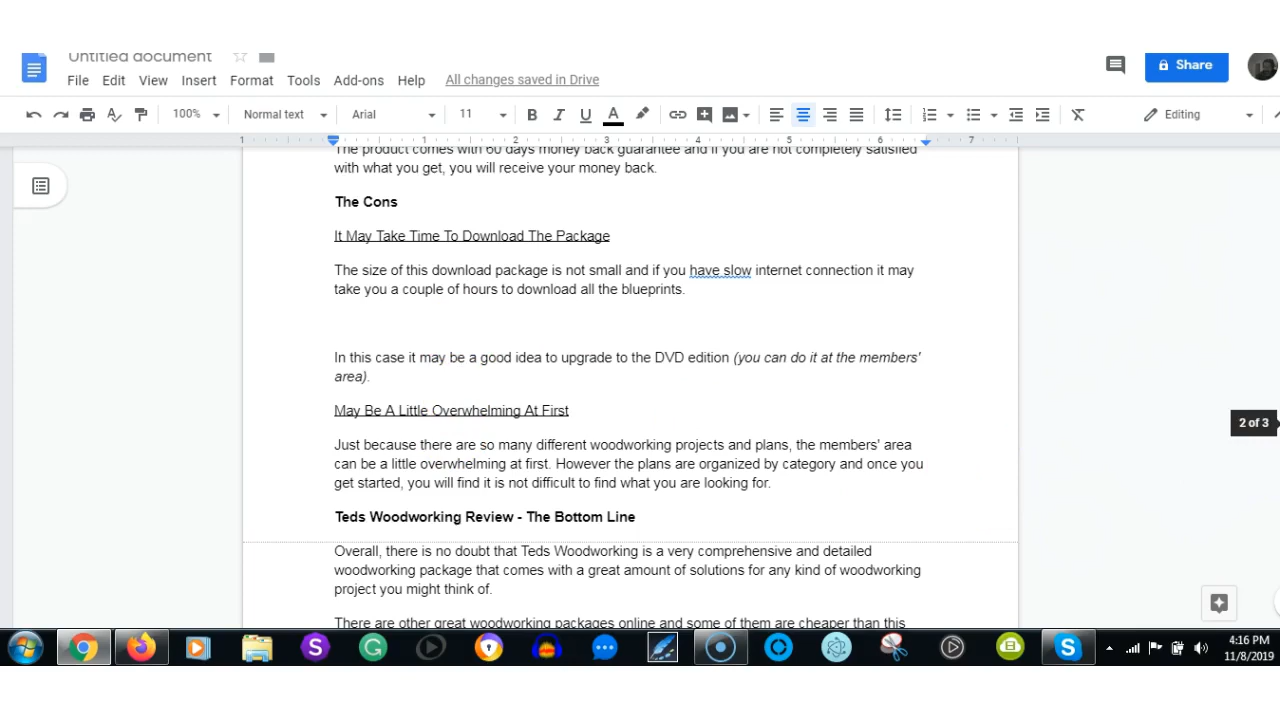 Untitled document
File Edit View Insert Format Tools Add-ons Help All changes saved in Drive
Share
100% Normal text Arial 11 B I U A Editing
1 1 2 3 4 5 6 7
The product comes with 60 days money back guarantee and if you are not completely satisfied
with what you get, you will receive your money back.
The Cons
It May Take Time To Download The Package
The size of this download package is not small and if you have slow internet connection it may
take you a couple of hours to download all the blueprints.
In this case it may be a good idea to upgrade to the DVD edition (you can do it at the members'
area).
May Be A Little Overwhelming At First
Just because there are so many different woodworking projects and plans, the members' area
can be a little overwhelming at first. However the plans are organized by category and once you
get started, you will find it is not difficult to find what you are looking for.
2 of 3
Teds Woodworking Review - The Bottom Line
Overall, there is no doubt that Teds Woodworking is a very comprehensive and detailed
woodworking package that comes with a great amount of solutions for any kind of woodworking
project you might think of.
There are other great woodworking packages online and some of them are cheaper than this
4:16 PM
11/8/2019